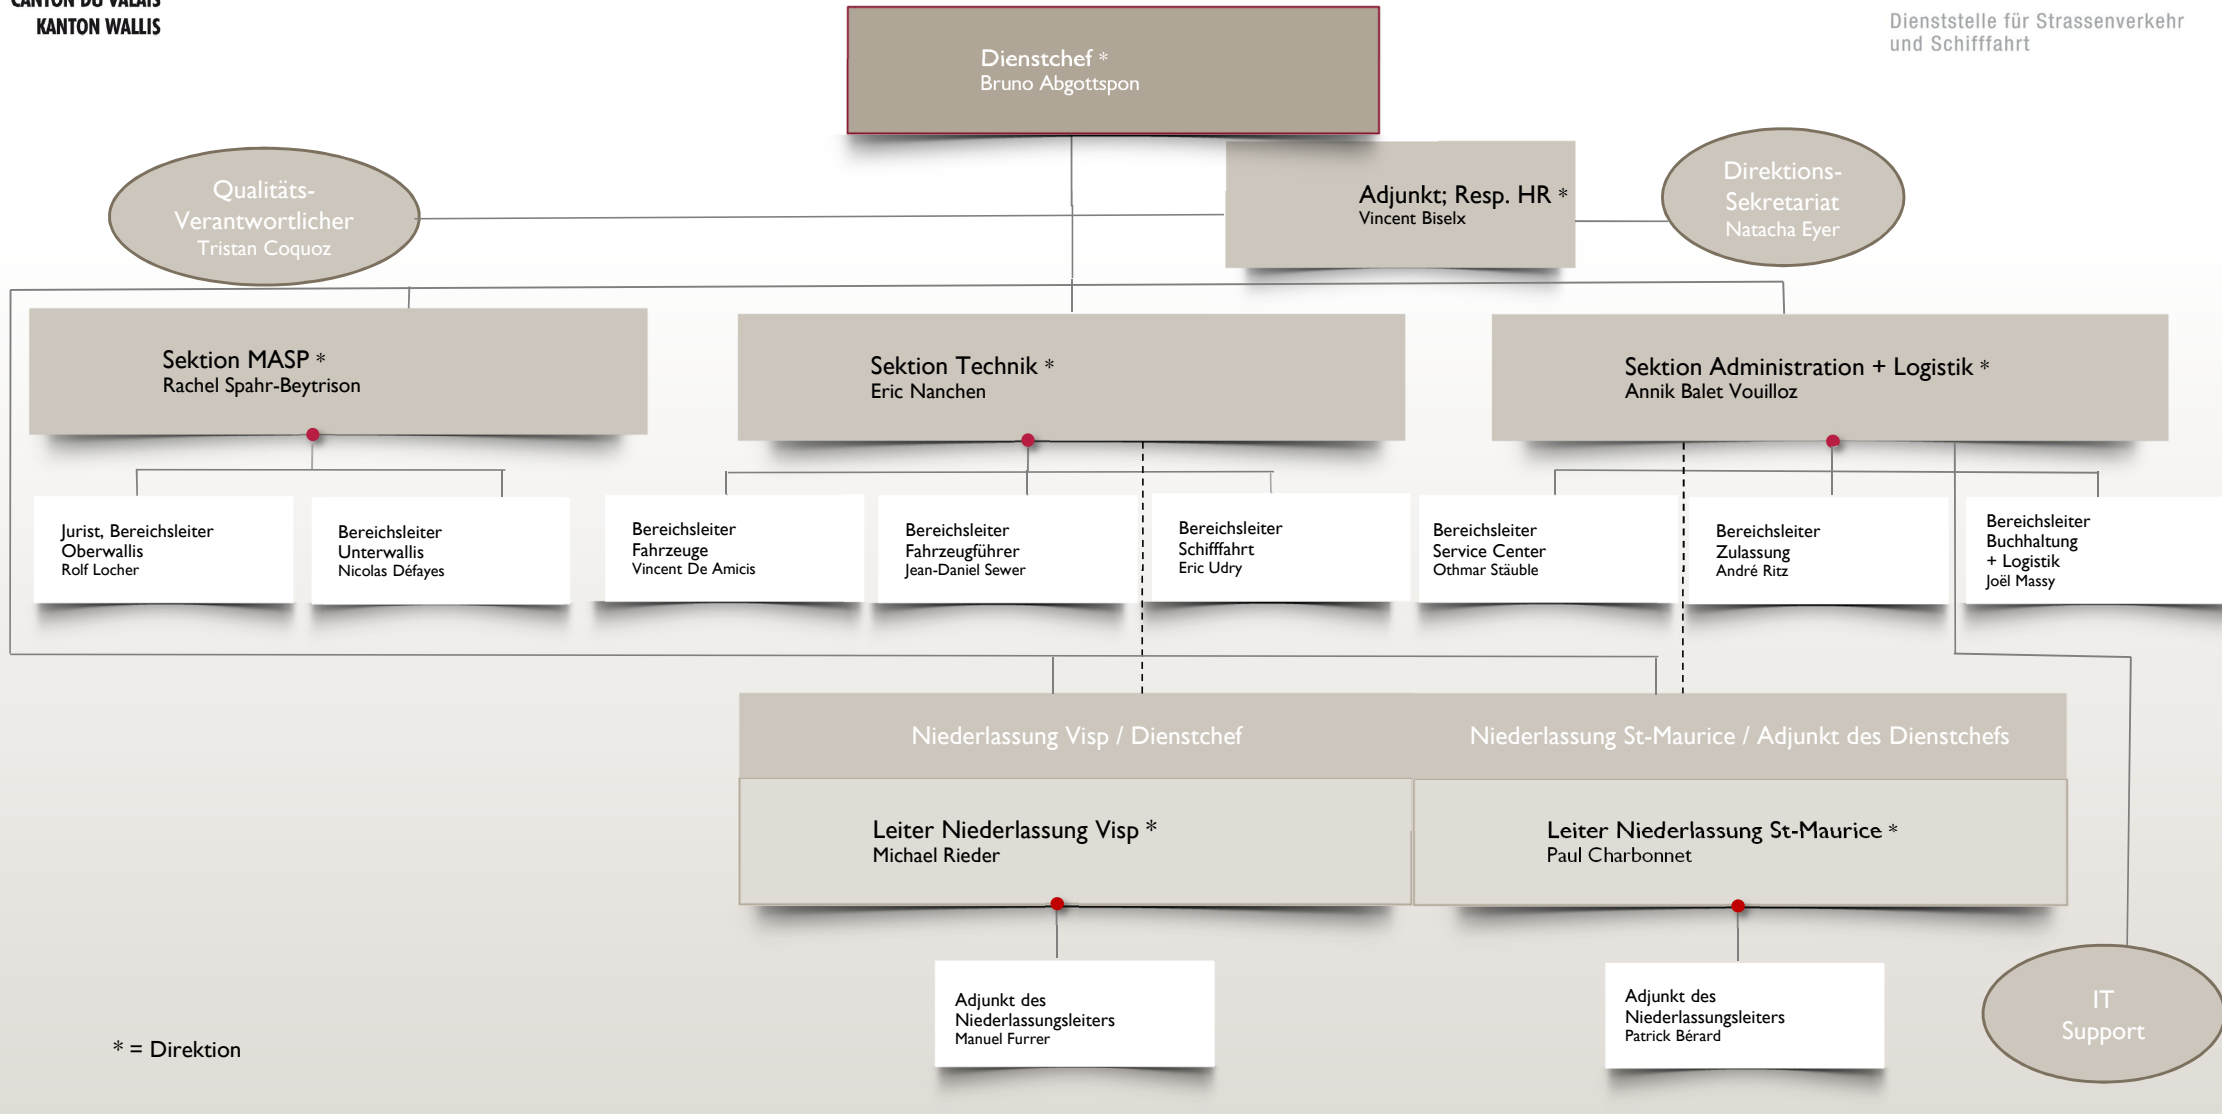 CANTON DU VALAIS
KANTON WALLIS
Dienststelle für Strassenverkehr
und Schifffahrt
Dienstchef *
Bruno Abgottspon
Qualitäts-
Verantwortlicher
Tristan Coquoz
Adjunkt; Resp. HR *
Vincent Biselx
Direktions-
Sekretariat
Natacha Eyer
Sektion MASP *
Rachel Spahr-Beytrison
Sektion Technik *
Eric Nanchen
Sektion Administration + Logistik *
Annik Balet Vouilloz
Jurist, Bereichsleiter
Oberwallis
Rolf Locher
Bereichsleiter
Unterwallis
Nicolas Défayes
Bereichsleiter
Fahrzeuge
Vincent De Amicis
Bereichsleiter
Fahrzeugführer
Jean-Daniel Sewer
Bereichsleiter
Schifffahrt
Eric Udry
Bereichsleiter
Service Center
Othmar Stäuble
Bereichsleiter
Zulassung
André Ritz
Bereichsleiter
Buchhaltung
+ Logistik
Joël Massy
Niederlassung Visp / Dienstchef
Niederlassung St-Maurice / Adjunkt des Dienstchefs
Leiter Niederlassung Visp *
Michael Rieder
Leiter Niederlassung St-Maurice *
Paul Charbonnet
Adjunkt des
Niederlassungsleiters
Manuel Furrer
Adjunkt des
Niederlassungsleiters
Patrick Bérard
IT
Support
* = Direktion